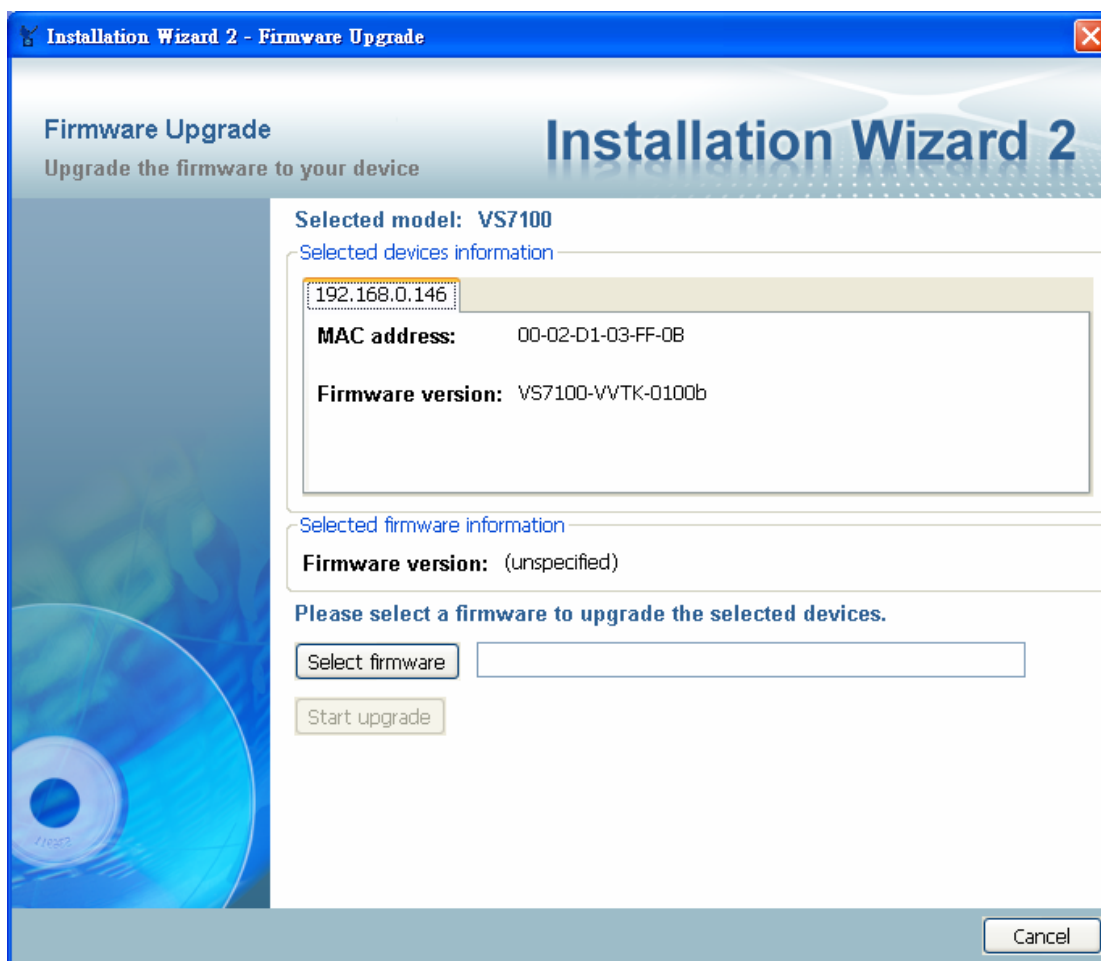 Installation Wizard 2 - Firmware Upgrade
Firmware Upgrade
Installation Wizard 2
Upgrade the firmware to your device
Selected model: VS7100
Selected devices information
192.168.0.146
MAC address: 00-02-D1-03-FF-0B
Firmware version: VS7100-VVTK-0100b
Selected firmware information
Firmware version: (unspecified)
Please select a firmware to upgrade the selected devices.
Select firmware
Start upgrade
Cancel